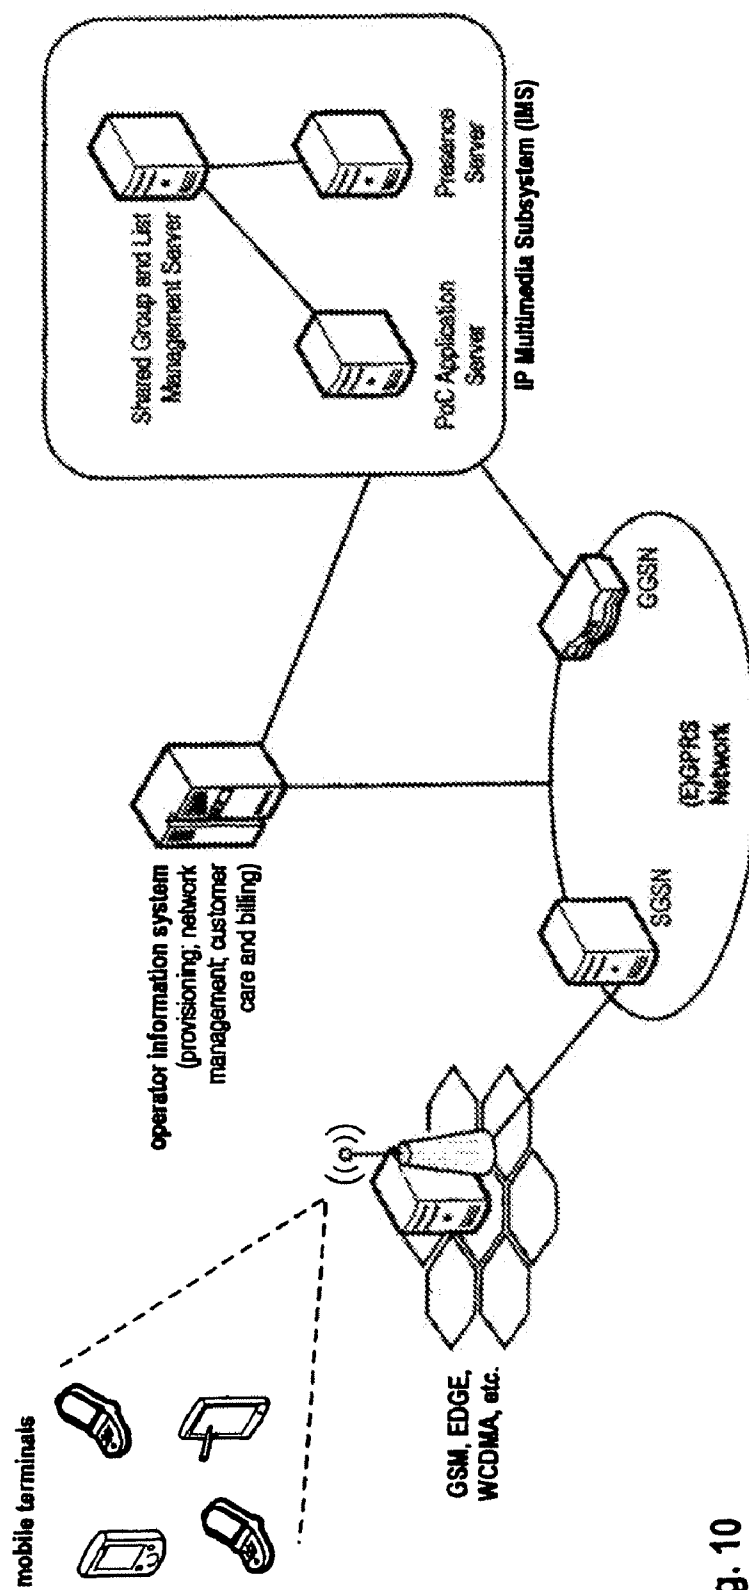 mobile terminals
operator information system
(provisioning; network
management; customer
care and billing)
Shared Group and List
Management Server
PoC Application
Server
Presence
Server
IP Multimedia Subsystem (IMS)
GSM, EDGE,
WCDMA, etc.
SGSN
GGSN
(E)GPRS
Network
g. 10